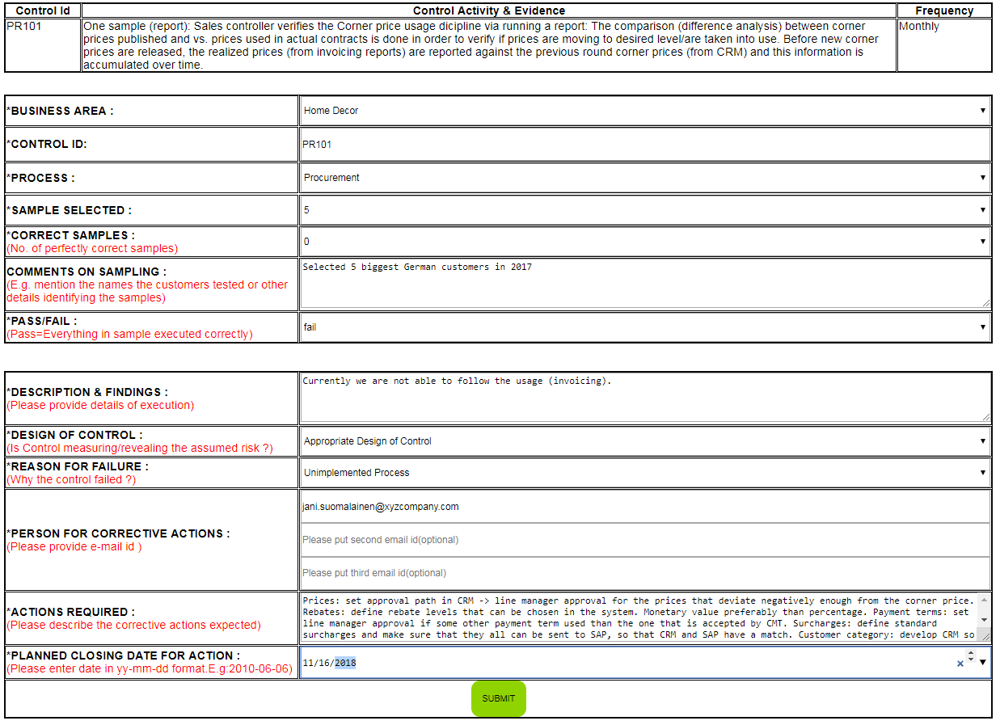 Control Id Control Activity & Evidence Frequency
PR101 One sample (report): Sales controller verifies the Corner price usage dicipline via running a report: The comparison (difference analysis) between corner Monthly
prices published and vs. prices used in actual contracts is done in order to verify if prices are moving to desired level/are taken into use. Before new corner
prices are released, the realized prices (from invoicing reports) are reported against the previous round corner prices (from CRM) and this information is
accumulated over time.
*BUSINESS AREA : Home Decor
*CONTROL ID: PR101
*PROCESS : Procurement
*SAMPLE SELECTED : 5
*CORRECT SAMPLES :
(No. of perfectly correct samples)
0
COMMENTS ON SAMPLING :
(E.g. mention the names the customers tested or other
details identifying the samples)
Selected 5 biggest German customers in 2017
*PASS/FAIL :
(Pass=Everything in sample executed correctly)
fail
*DESCRIPTION & FINDINGS :
(Please provide details of execution)
Currently we are not able to follow the usage (invoicing).
*DESIGN OF CONTROL :
(Is Control measuring/revealing the assumed risk ?)
Appropriate Design of Control
*REASON FOR FAILURE :
(Why the control failed ?)
Unimplemented Process
*PERSON FOR CORRECTIVE ACTIONS :
(Please provide e-mail id )
jani.suomalainen@xyzcompany.com
Please put second email id(optional)
Please put third email id(optional)
*ACTIONS REQUIRED :
(Please describe the corrective actions expected)
Prices: set approval path in CRM -> line manager approval for the prices that deviate negatively enough from the corner price.
Rebates: define rebate levels that can be chosen in the system. Monetary value preferably than percentage. Payment terms: set
line manager approval if some other payment term used than the one that is accepted by CMT. Surcharges: define standard
surcharges and make sure that they all can be sent to SAP, so that CRM and SAP have a match. Customer category: develop CRM so
*PLANNED CLOSING DATE FOR ACTION :
(Please enter date in yy-mm-dd format.E.g:2010-06-06)
11/16/2018
SUBMIT